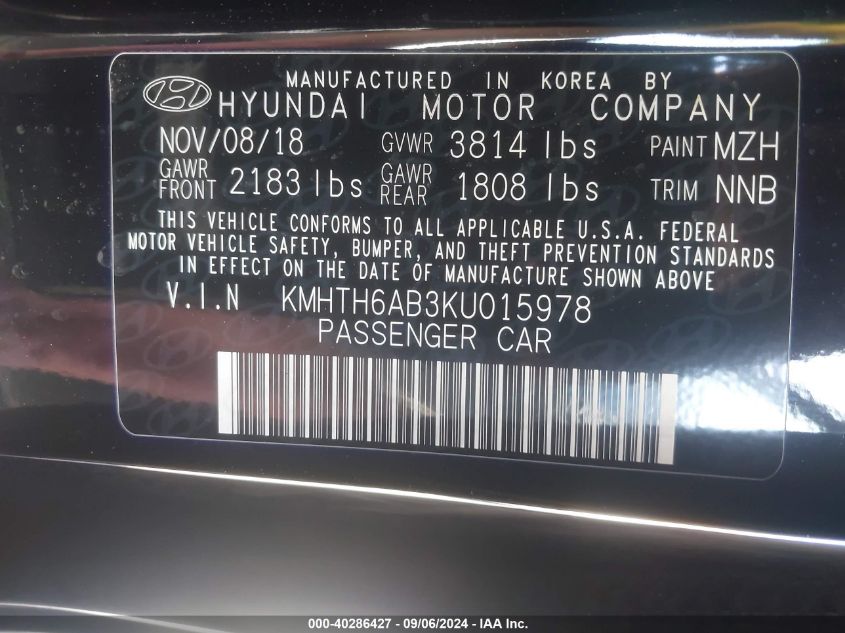 MANUFACTURED IN KOREA BY
HYUNDAI MOTOR COMPANY
NOV/08/18 GVWR 3814 lbs PAINT MZH
GAWR FRONT 2183 lbs GAWR REAR 1808 lbs TRIM NNB
THIS VEHICLE CONFORMS TO ALL APPLICABLE U.S.A. FEDERAL
MOTOR VEHICLE SAFETY, BUMPER, AND THEFT PREVENTION STANDARDS
IN EFFECT ON THE DATE OF MANUFACTURE SHOWN ABOVE
V.I.N KMHTH6AB3KU015978
PASSENGER CAR
000-40286427 - 09/06/2024 - IAA Inc.